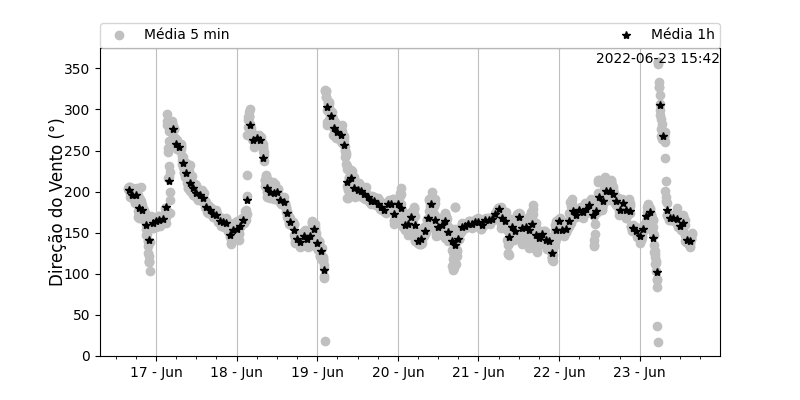 Média 5 min
Média 1h
2022-06-23 15:42
Direção do Vento (°)
350
300
250
200
150
100
50
0
17 - Jun
18 - Jun
19 - Jun
20 - Jun
21 - Jun
22 - Jun
23 - Jun